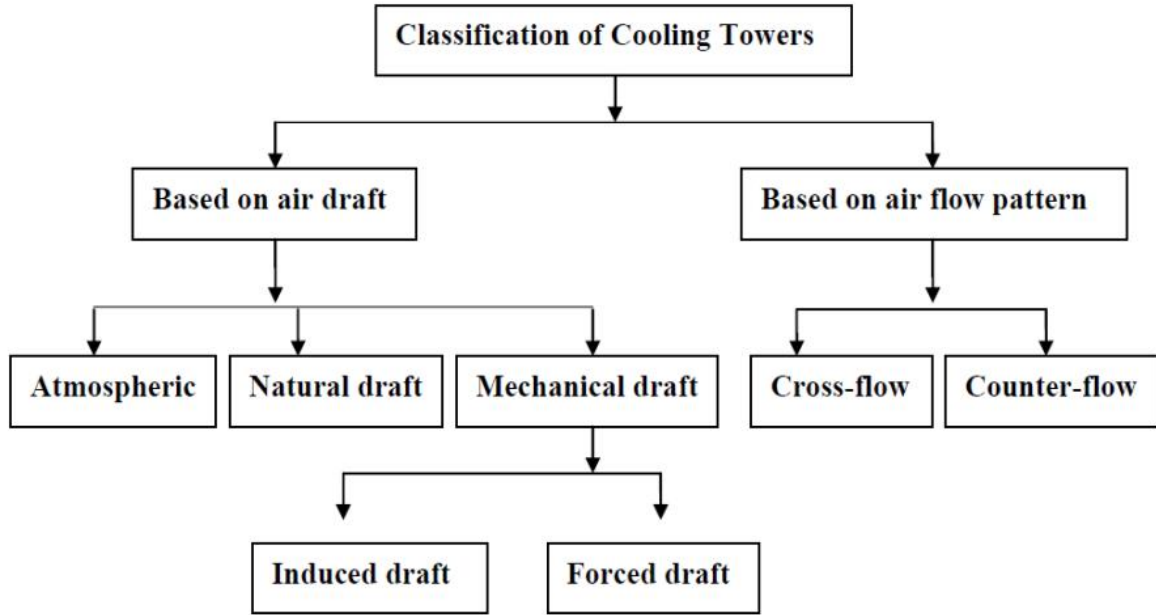 Classification of Cooling Towers
Based on air draft
Based on air flow pattern
Atmospheric
Natural draft
Mechanical draft
Cross-flow
Counter-flow
Induced draft
Forced draft